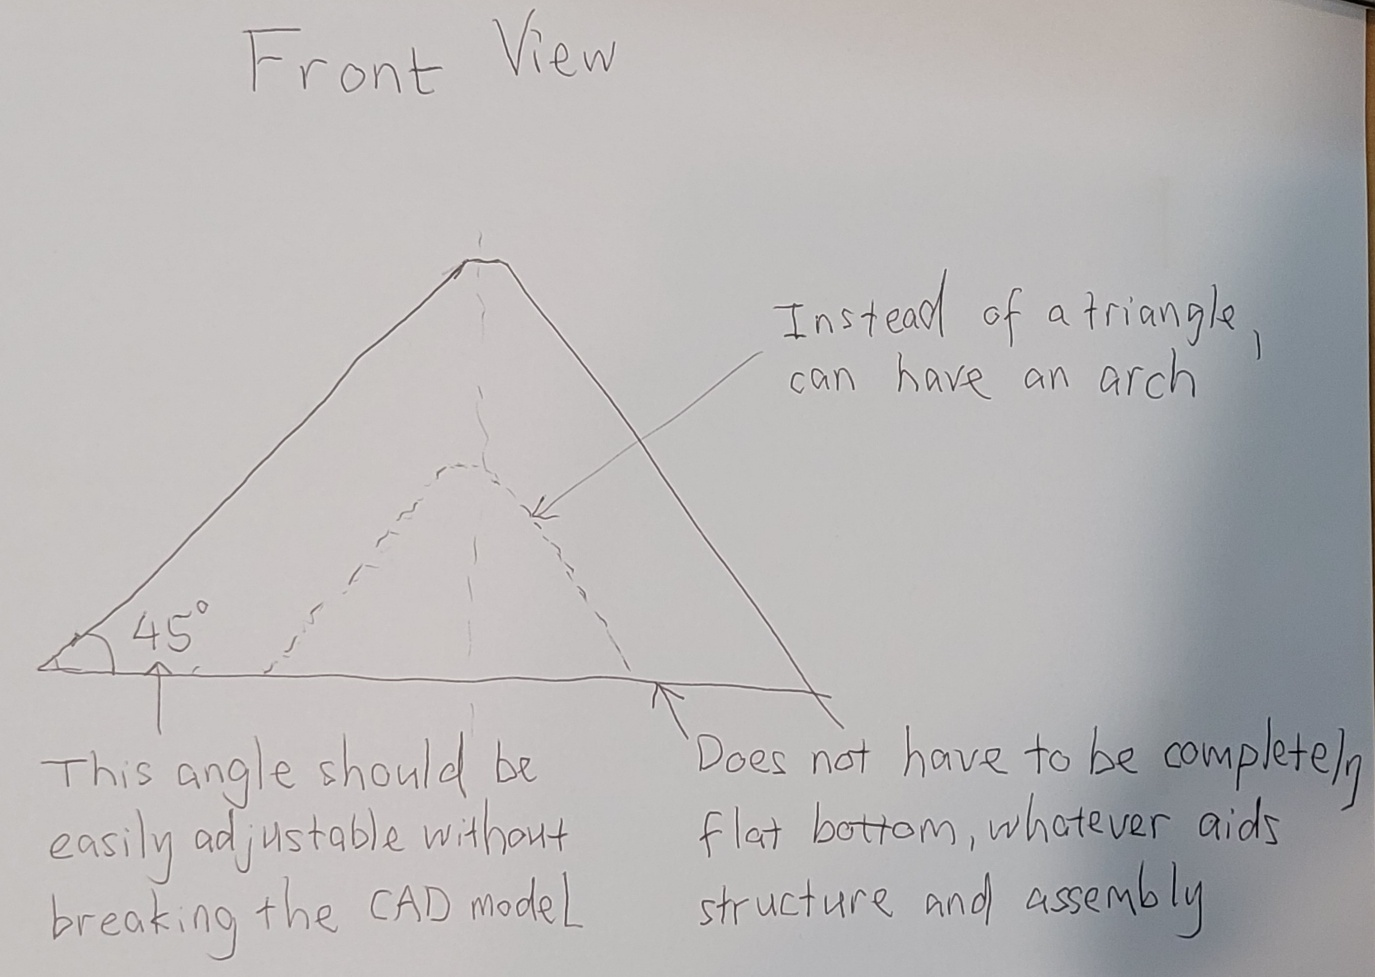 Front View
Instead of a triangle,
can have an arch
45°
This angle should be
easily adjustable without
breaking the CAD model
Does not have to be completely
flat bottom, whatever aids
structure and assembly